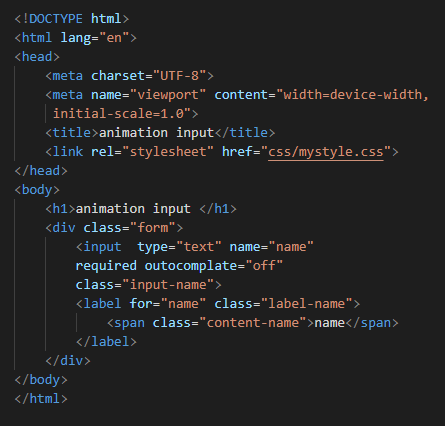 <!DOCTYPE html>
<html lang="en">
<head>
    <meta charset="UTF-8">
    <meta name="viewport" content="width=device-width,
     initial-scale=1.0">
    <title>animation input</title>
    <link rel="stylesheet" href="css/mystyle.css">
</head>
<body>
    <h1>animation input </h1>
    <div class="form">
        <input  type="text" name="name"
        required outocomplate="off"
        class="input-name">
        <label for="name" class="label-name">
            <span class="content-name">name</span>
        </label>
    </div>
</body>
</html>